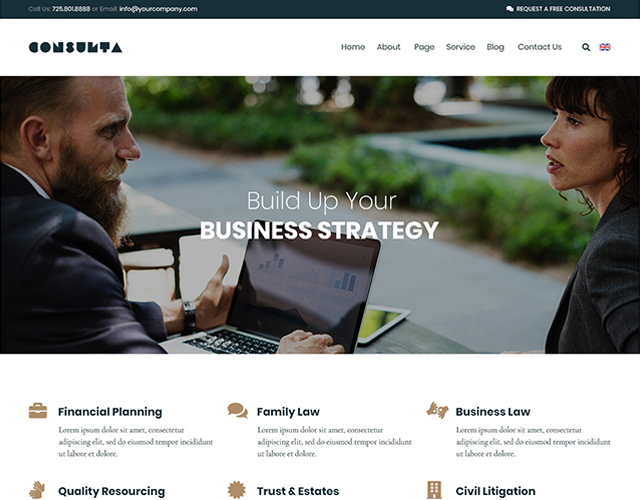 Call Us: 725.801.8888 or Email: info@yourcompany.com
REQUEST A FREE CONSULTATION
CONSULTA
Home About Page Service Blog Contact Us
Build Up Your
BUSINESS STRATEGY
Financial Planning
Lorem ipsum dolor sit amet, consectetur
adipiscing elit, sed do eiusmod tempor incididunt
ut labore et dolore.
Family Law
Lorem ipsum dolor sit amet, consectetur
adipiscing elit, sed do eiusmod tempor incididunt
ut labore et dolore.
Business Law
Lorem ipsum dolor sit amet, consectetur
adipiscing elit, sed do eiusmod tempor incididunt
ut labore et dolore.
Quality Resourcing
Trust & Estates
Civil Litigation